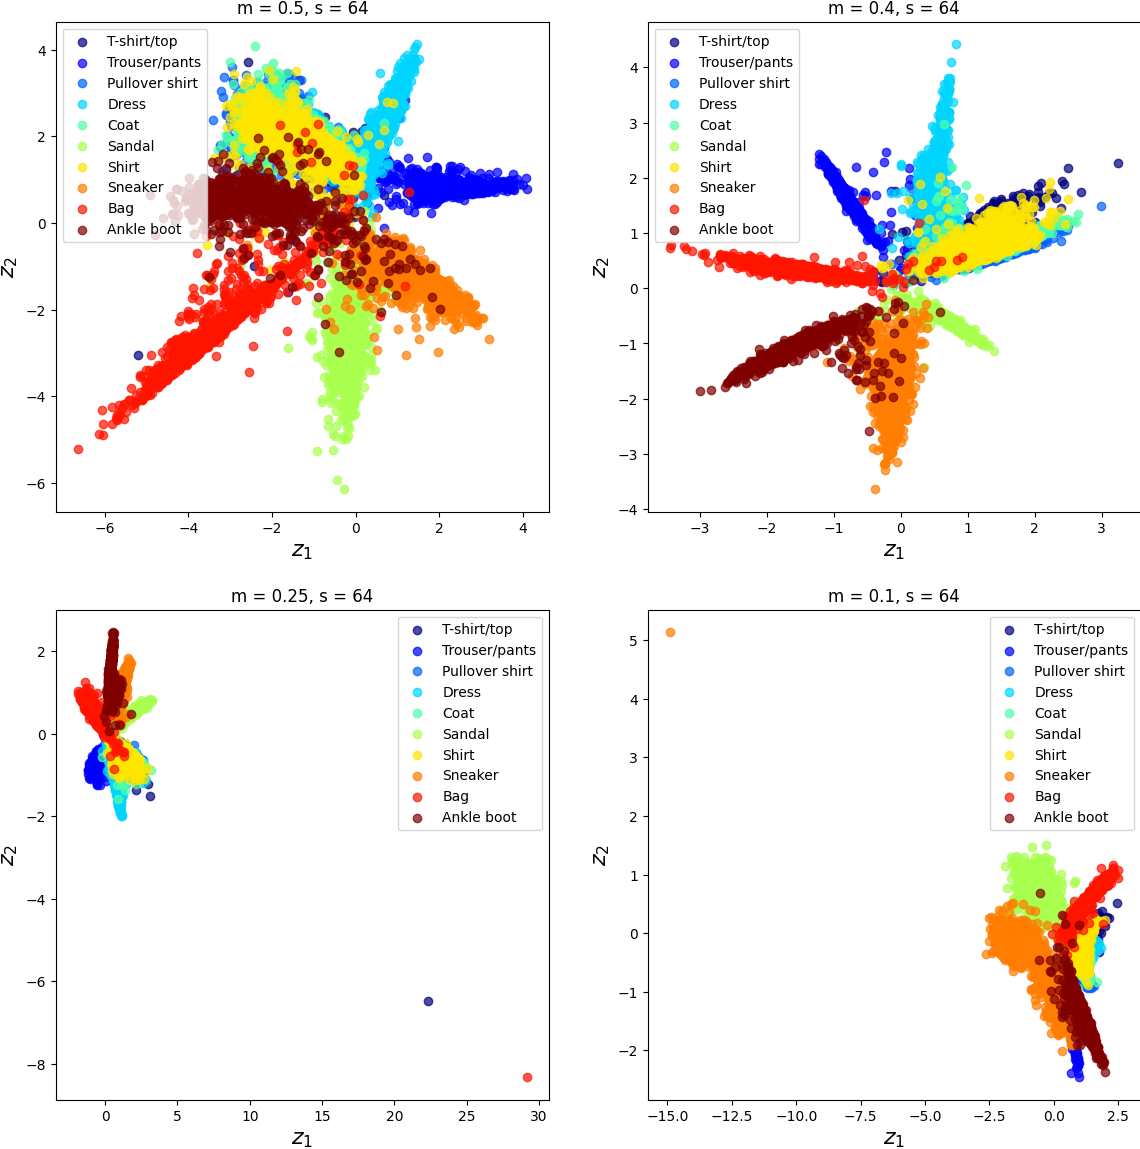 m = 0.5, s = 64
4
2
0
−2
−4
−6
z2
−6
−4
−2
0
2
4
z1
T-shirt/top
Trouser/pants
Pullover shirt
Dress
Coat
Sandal
Shirt
Sneaker
Bag
Ankle boot
m = 0.4, s = 64
4
3
2
1
0
−1
−2
−3
−4
z2
−3
−2
−1
0
1
2
3
z1
T-shirt/top
Trouser/pants
Pullover shirt
Dress
Coat
Sandal
Shirt
Sneaker
Bag
Ankle boot
m = 0.25, s = 64
2
0
−2
−4
−6
−8
z2
0
5
10
15
20
25
30
z1
T-shirt/top
Trouser/pants
Pullover shirt
Dress
Coat
Sandal
Shirt
Sneaker
Bag
Ankle boot
m = 0.1, s = 64
5
4
3
2
1
0
−1
−2
z2
−15.0
−12.5
−10.0
−7.5
−5.0
−2.5
0.0
2.5
z1
T-shirt/top
Trouser/pants
Pullover shirt
Dress
Coat
Sandal
Shirt
Sneaker
Bag
Ankle boot